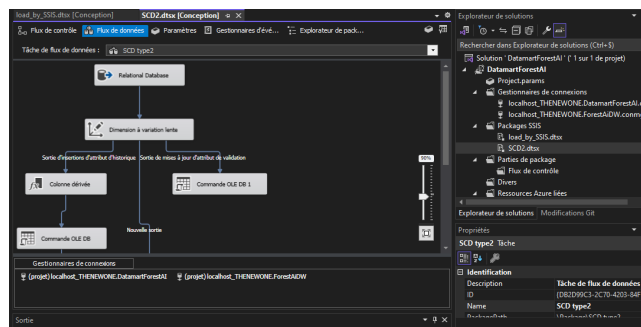 load_by_SSIS.dtsx [Conception]
SCD2.dtsx [Conception]
Flux de contrôle
Flux de données
Paramètres
Gestionnaires d'évé...
Explorateur de pack...
Tâche de flux de données :
SCD type2
Relational Database
Dimension à variation lente
Sortie d'insertions d'attribut d'historique
Sortie de mises à jour d'attribut de validation
Colonne dérivée
Commande OLE DB 1
Nouvelle sortie
Commande OLE DB
90%
Gestionnaires de connexions
(projet) localhost_THENEWONE.DatamartForestAI
(projet) localhost_THENEWONE.ForestAiDW
Sortie
Explorateur de solutions
Rechercher dans Explorateur de solutions (Ctrl+$)
Solution 'DatamartForestAI' (' 1 sur 1 de projet)
DatamartForestAI
Project.params
Gestionnaires de connexions
localhost_THENEWONE.DatamartForestAI.
localhost_THENEWONE.ForestAiDW.conm
Packages SSIS
load_by_SSIS.dtsx
SCD2.dtsx
Parties de package
Flux de contrôle
Divers
Ressources Azure liées
Explorateur de solutions
Modifications Git
Propriétés
SCD type2 Tâche
Identification
Description
Tâche de flux de données
ID
{DB2D99C3-2C70-4203-84F
Name
SCD type2